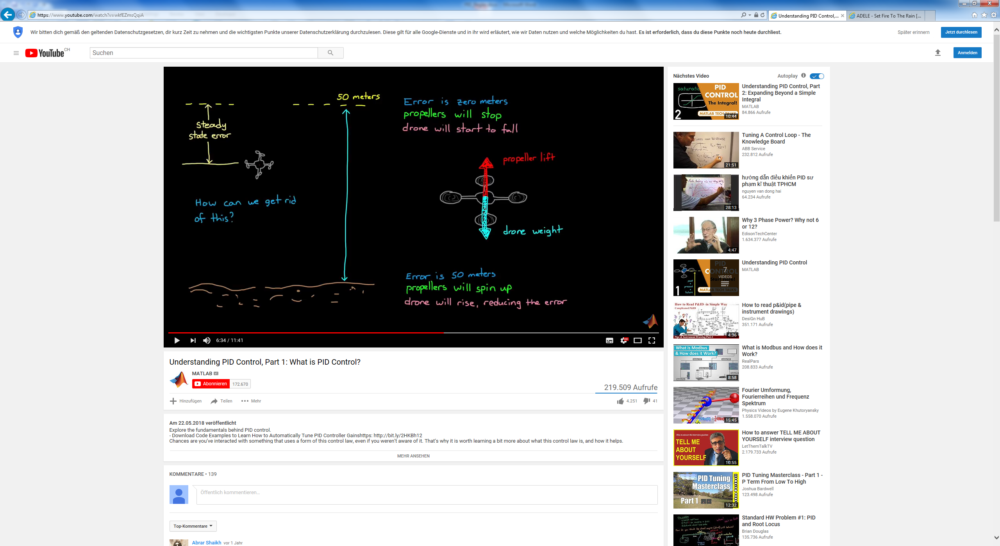 https://www.youtube.com/watch?v=wkfEZmsQqiA
Understanding PID Control,...
ADELE - Set Fire To The Rain [...
Wir bitten dich gemäß den geltenden Datenschutzgesetzen, dir kurz Zeit zu nehmen und die wichtigsten Punkte unserer Datenschutzerklärung durchzulesen. Diese gilt für alle Google-Dienste und in ihr wird erläutert, wie wir Daten nutzen und welche Möglichkeiten du hast. Es ist erforderlich, dass du diese Punkte noch heute durchliest.
Später erinnern
Jetzt durchlesen
YouTube CH
Suchen
Anmelden
50 meters
steady
state error
How can we get rid
of this?
Error is zero meters
propellers will stop
drone will start to fall
propeller lift
drone weight
Error is 50 meters
propellers will spin up
drone will rise, reducing the error
6:34 / 11:41
HD
Understanding PID Control, Part 1: What is PID Control?
MATLAB
Abonnieren 172.670
219.509 Aufrufe
Hinzufügen
Teilen
Mehr
4.251
41
Am 22.05.2018 veröffentlicht
Explore the fundamentals behind PID control.
- Download Code Examples to Learn How to Automatically Tune PID Controller Gainshttps: http://bit.ly/2HKBh12
Chances are you've interacted with something that uses a form of this control law, even if you weren't aware of it. That's why it is worth learning a bit more about what this control law is, and how it helps.
MEHR ANSEHEN
KOMMENTARE • 139
Öffentlich kommentieren...
Top-Kommentare
Abrar Shaikh vor 1 Jahr
Nächstes Video
Autoplay
saturatio
PID
CONTROL
The Integral!
MATLAB TECH TALKS
2
10:44
Understanding PID Control, Part
2: Expanding Beyond a Simple
Integral
MATLAB
84.866 Aufrufe
CLOSED LOOP RESPONSE
21:51
Tuning A Control Loop - The
Knowledge Board
ABB Service
232.812 Aufrufe
28:13
hướng dẫn điều khiển PID sư
phạm kĩ thuật TPHCM
nguyen van dong hai
64.234 Aufrufe
4:47
Why 3 Phase Power? Why not 6
or 12?
EdisonTechCenter
1.634.377 Aufrufe
PID
CONTROL
Start Here!
past
+
present
+
future
1
MATLAB TECH TALKS
7
VIDEOS
Understanding PID Control
MATLAB
How to Read P&ID -in Simple Way
Complicated P&ID
Pipe & Instrument Drawing Part-1
4:36
How to read p&id(pipe &
instrument drawings)
DesiGn HuB
351.171 Aufrufe
What is Modbus
& How does it Work?
8:58
What is Modbus and How does it
Work?
RealPars
208.833 Aufrufe
15:45
Fourier Umformung,
Fourierreihen und Frequenz
Spektrum
Physics Videos by Eugene Khutoryansky
1.558.070 Aufrufe
How to answer the interview question
TELL ME
ABOUT
YOURSELF
10:55
How to answer TELL ME ABOUT
YOURSELF interview question
LetThemTalkTV
2.179.733 Aufrufe
PID Tuning
Masterclass
Part 1
12:32
PID Tuning Masterclass - Part 1 -
P Term From Low To High
Joshua Bardwell
123.498 Aufrufe
Standard HW Problem #1: PID
and Root Locus
Brian Douglas
135.736 Aufrufe